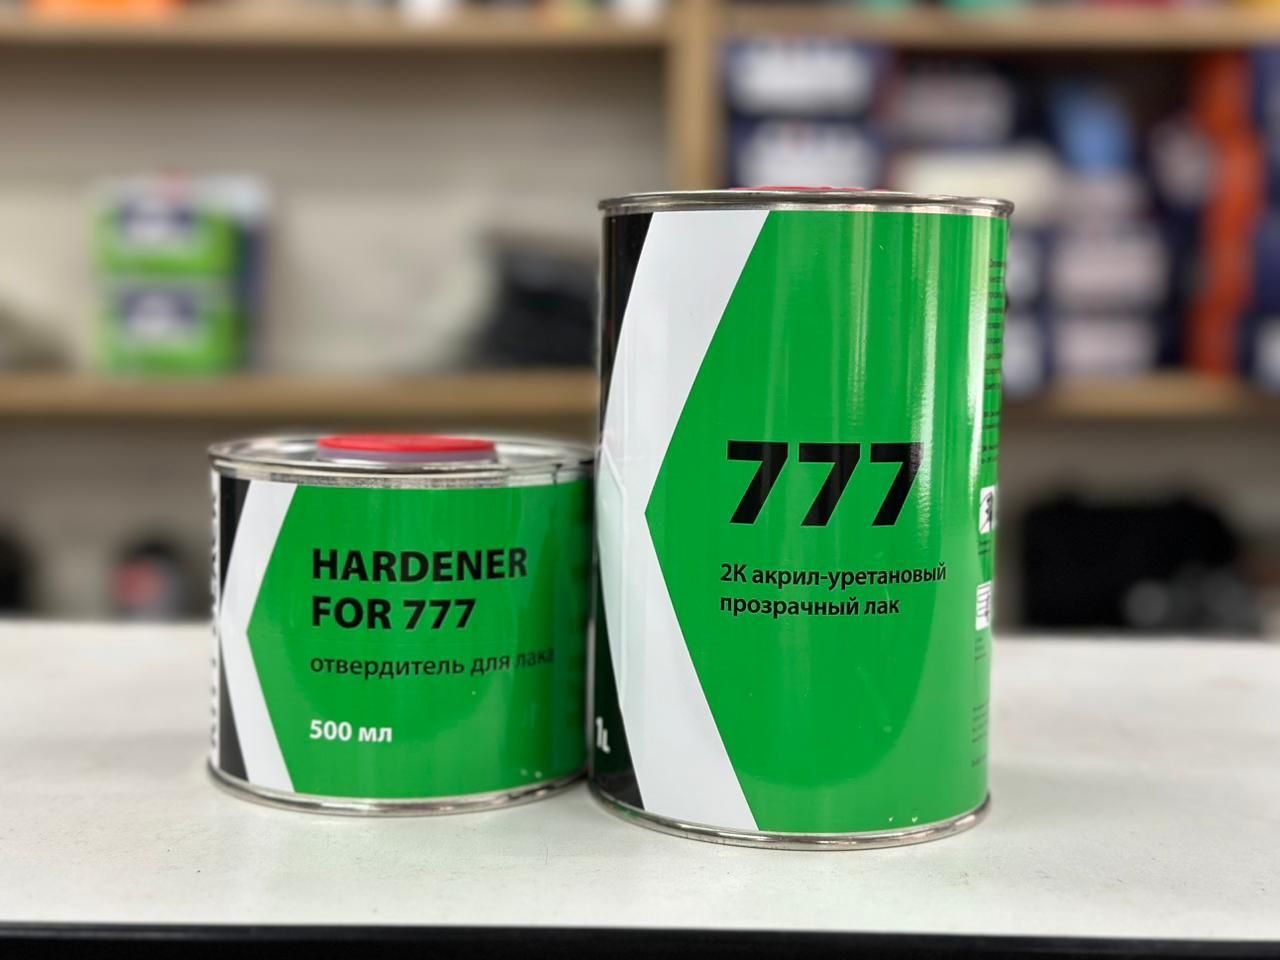 HARDENER
FOR 777
отвердитель для лака
500 мл
777
2К акрил-уретановый
прозрачный лак
1L